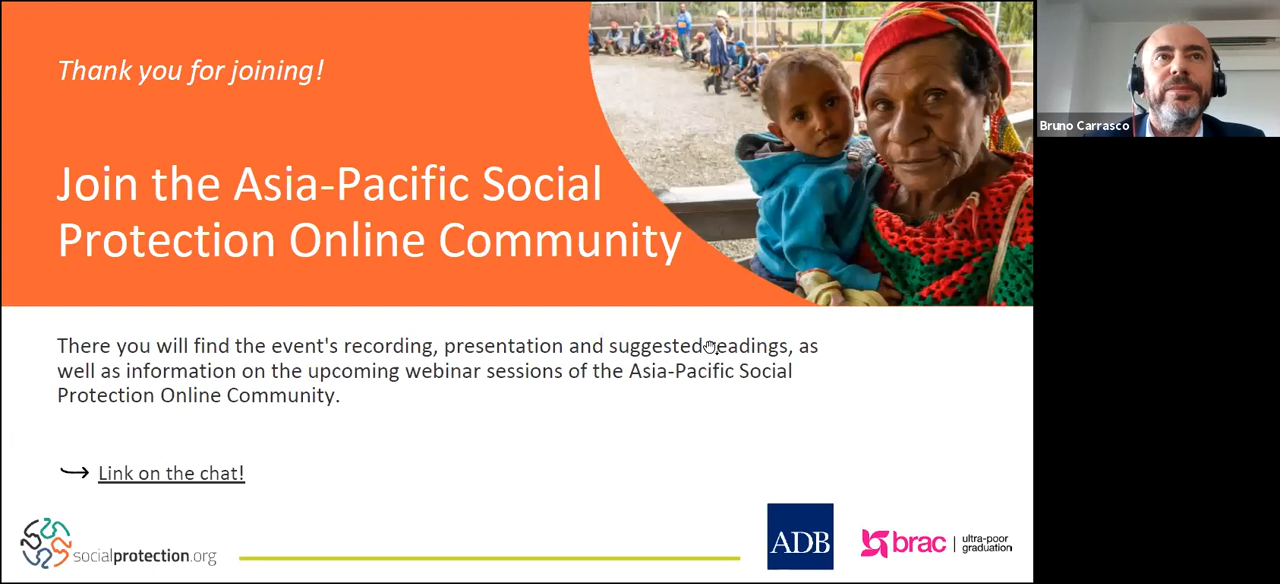 Thank you for joining!
Join the Asia-Pacific Social
Protection Online Community
Bruno Carrasco
There you will find the event's recording, presentation and suggested readings, as
well as information on the upcoming webinar sessions of the Asia-Pacific Social
Protection Online Community.
Link on the chat!
socialprotection.org
ADB
brac | ultra-poor
graduation